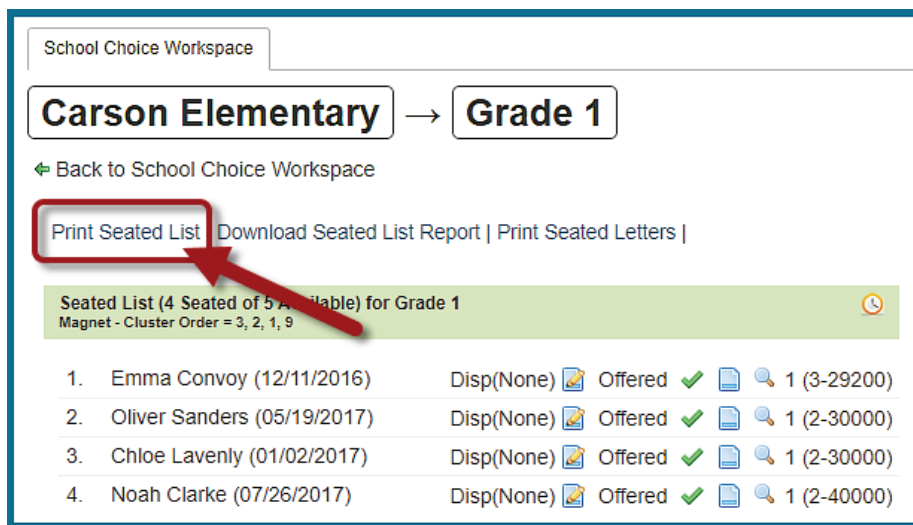 School Choice Workspace
Carson Elementary → Grade 1
Back to School Choice Workspace
Print Seated List | Download Seated List Report | Print Seated Letters |
Seated List (4 Seated of 5 Available) for Grade 1
Magnet - Cluster Order = 3, 2, 1, 9
1. Emma Convoy (12/11/2016) Disp(None) Offered 1 (3-29200)
2. Oliver Sanders (05/19/2017) Disp(None) Offered 1 (2-30000)
3. Chloe Lavenly (01/02/2017) Disp(None) Offered 1 (2-30000)
4. Noah Clarke (07/26/2017) Disp(None) Offered 1 (2-40000)